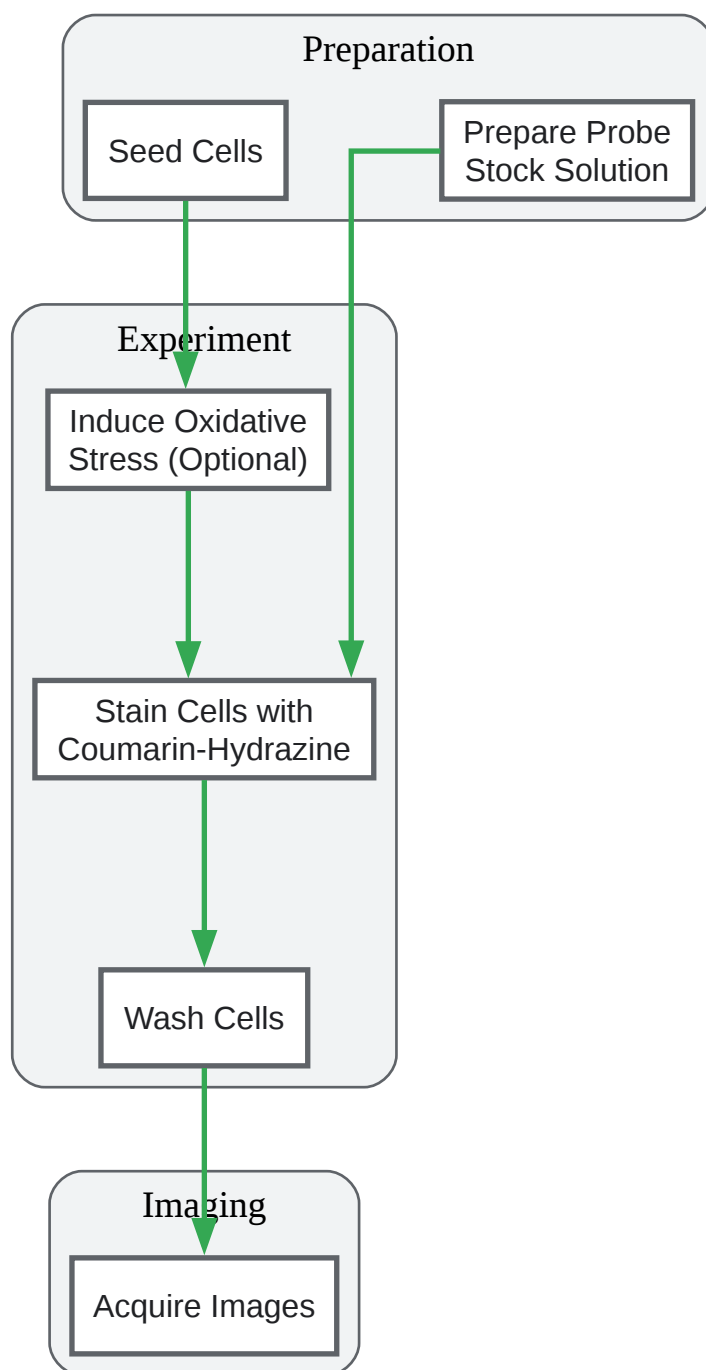 Preparation
Seed Cells
Prepare Probe
Stock Solution
Experiment
Induce Oxidative
Stress (Optional)
Stain Cells with
Coumarin-Hydrazine
Wash Cells
Imaging
Acquire Images